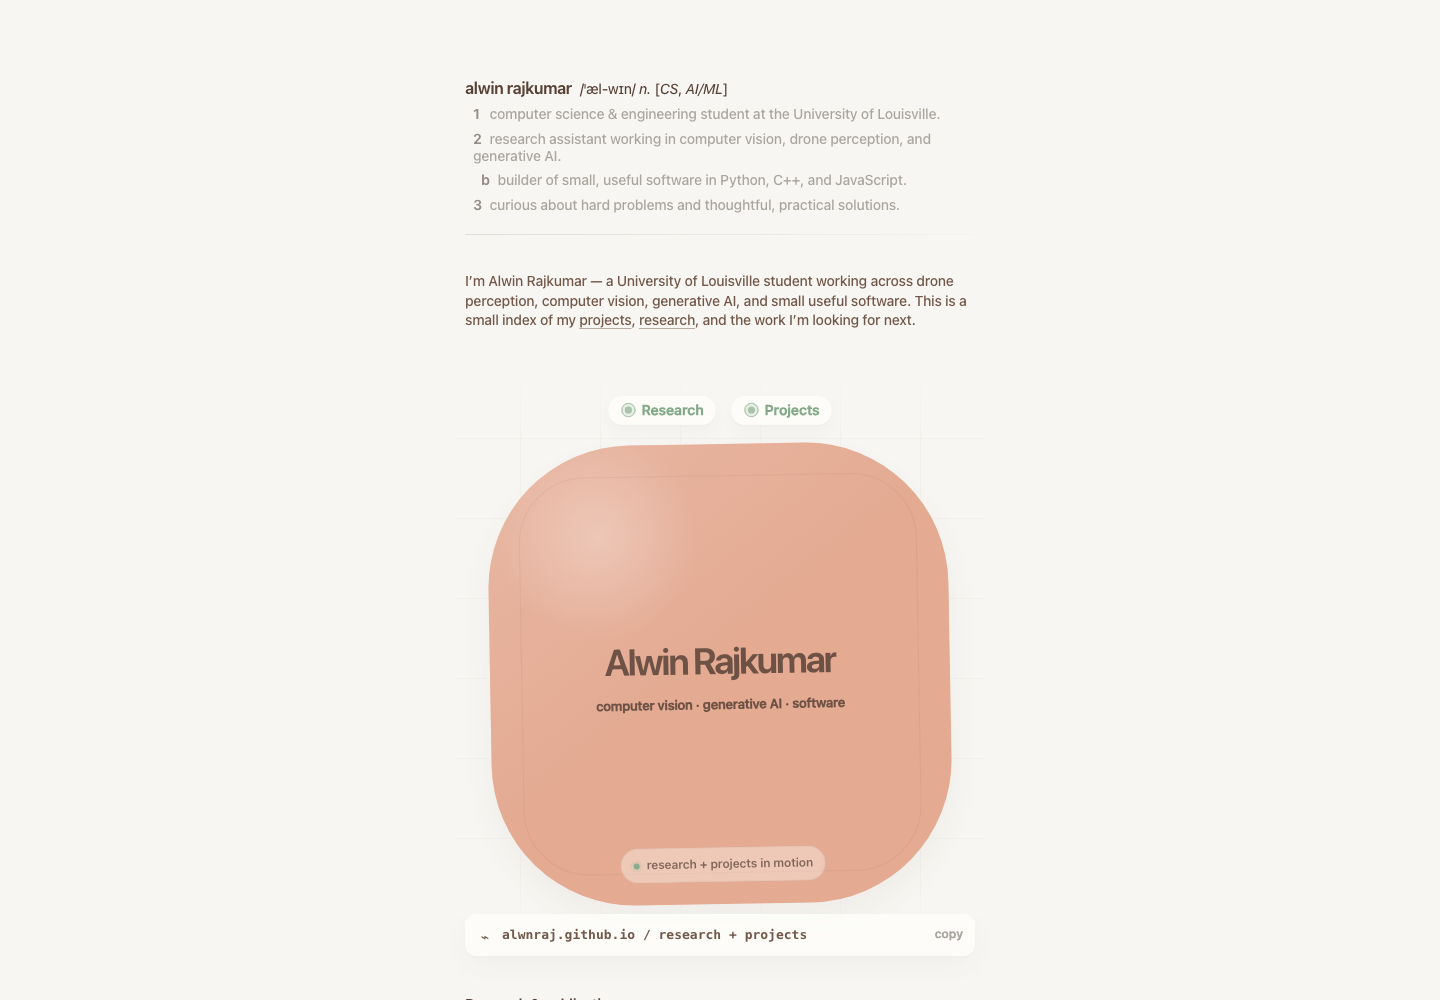 alwin rajkumar /ˈæl-wɪn/ n. [CS, AI/ML]
1 computer science & engineering student at the University of Louisville.
2 research assistant working in computer vision, drone perception, and
generative AI.
b builder of small, useful software in Python, C++, and JavaScript.
3 curious about hard problems and thoughtful, practical solutions.
I’m Alwin Rajkumar — a University of Louisville student working across drone
perception, computer vision, generative AI, and small useful software. This is a
small index of my projects, research, and the work I’m looking for next.
Research Projects
Alwin Rajkumar
computer vision · generative AI · software
research + projects in motion
alwnraj.github.io / research + projects copy